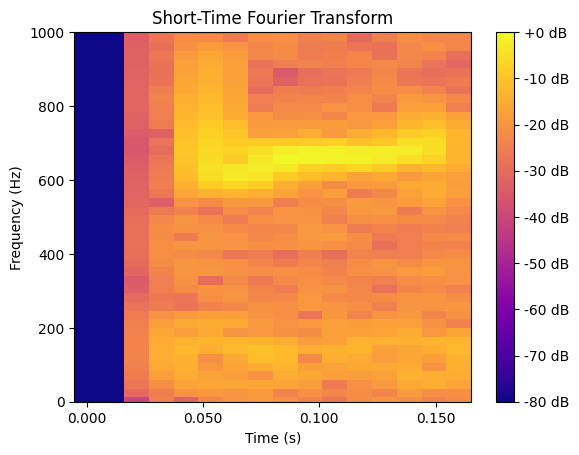 Short-Time Fourier Transform
1000
800
600
400
200
0
Frequency (Hz)
0.000
0.050
0.100
0.150
Time (s)
+0 dB
-10 dB
-20 dB
-30 dB
-40 dB
-50 dB
-60 dB
-70 dB
-80 dB